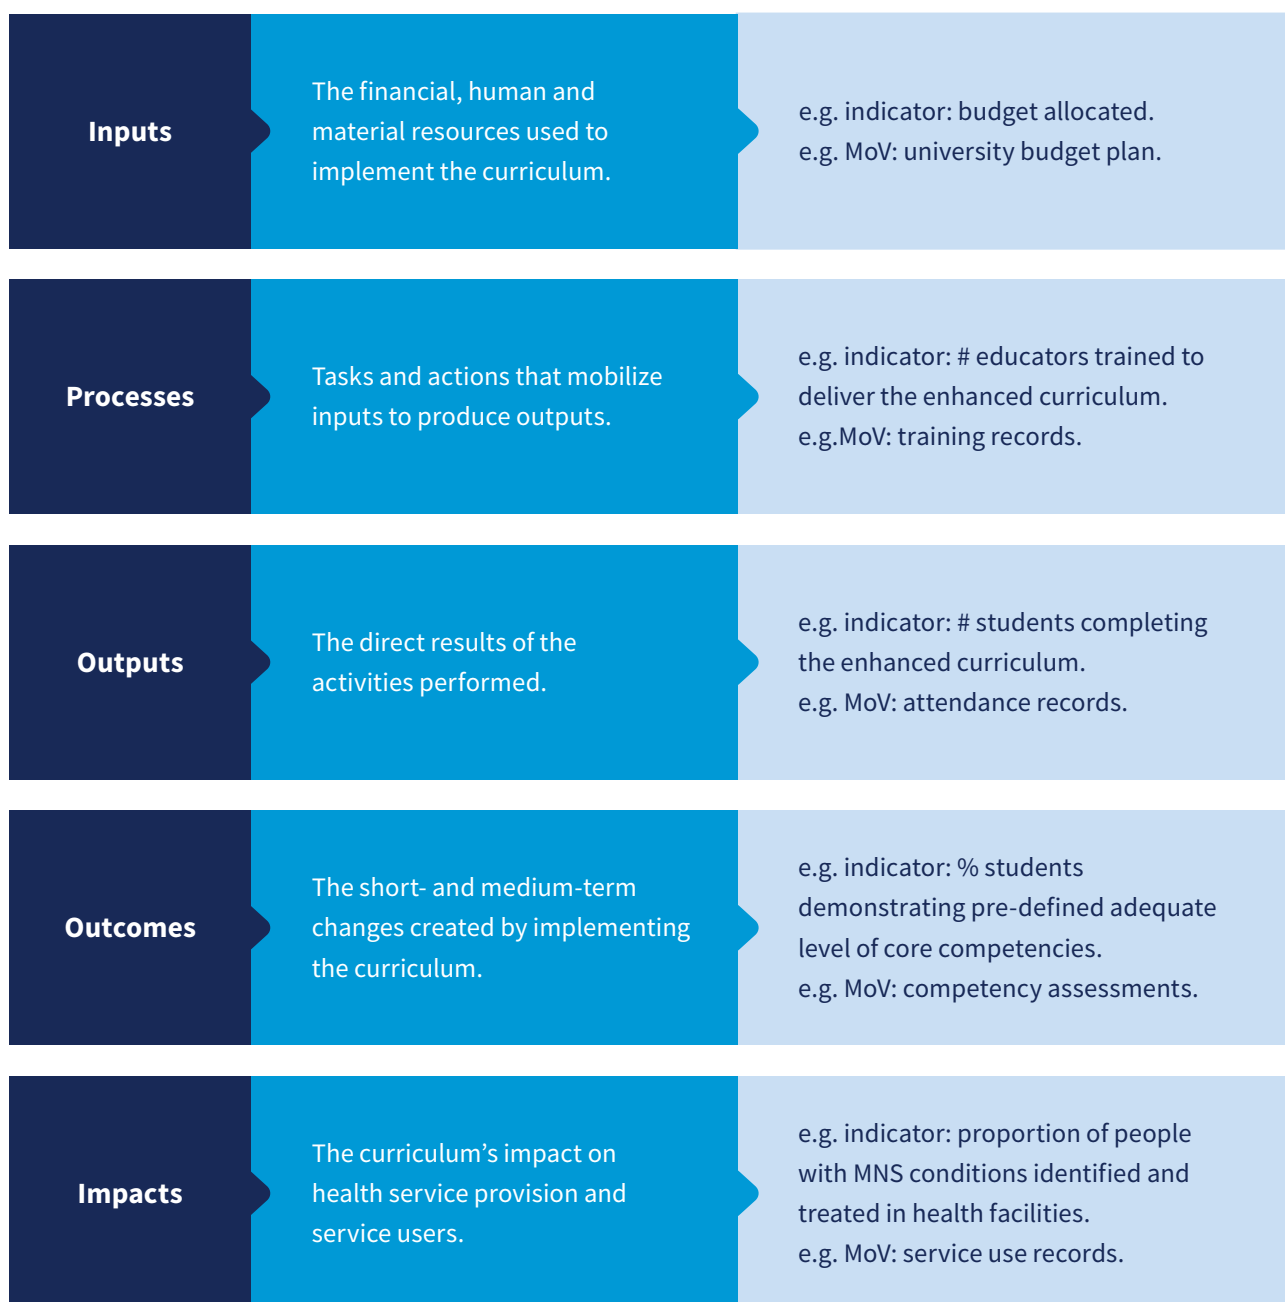 Inputs
The financial, human and
material resources used to
implement the curriculum.
e.g. indicator: budget allocated.
e.g. MoV: university budget plan.
Processes
Tasks and actions that mobilize
inputs to produce outputs.
e.g. indicator: # educators trained to
deliver the enhanced curriculum.
e.g.MoV: training records.
Outputs
The direct results of the
activities performed.
e.g. indicator: # students completing
the enhanced curriculum.
e.g. MoV: attendance records.
Outcomes
The short- and medium-term
changes created by implementing
the curriculum.
e.g. indicator: % students
demonstrating pre-defined adequate
level of core competencies.
e.g. MoV: competency assessments.
Impacts
The curriculum’s impact on
health service provision and
service users.
e.g. indicator: proportion of people
with MNS conditions identified and
treated in health facilities.
e.g. MoV: service use records.